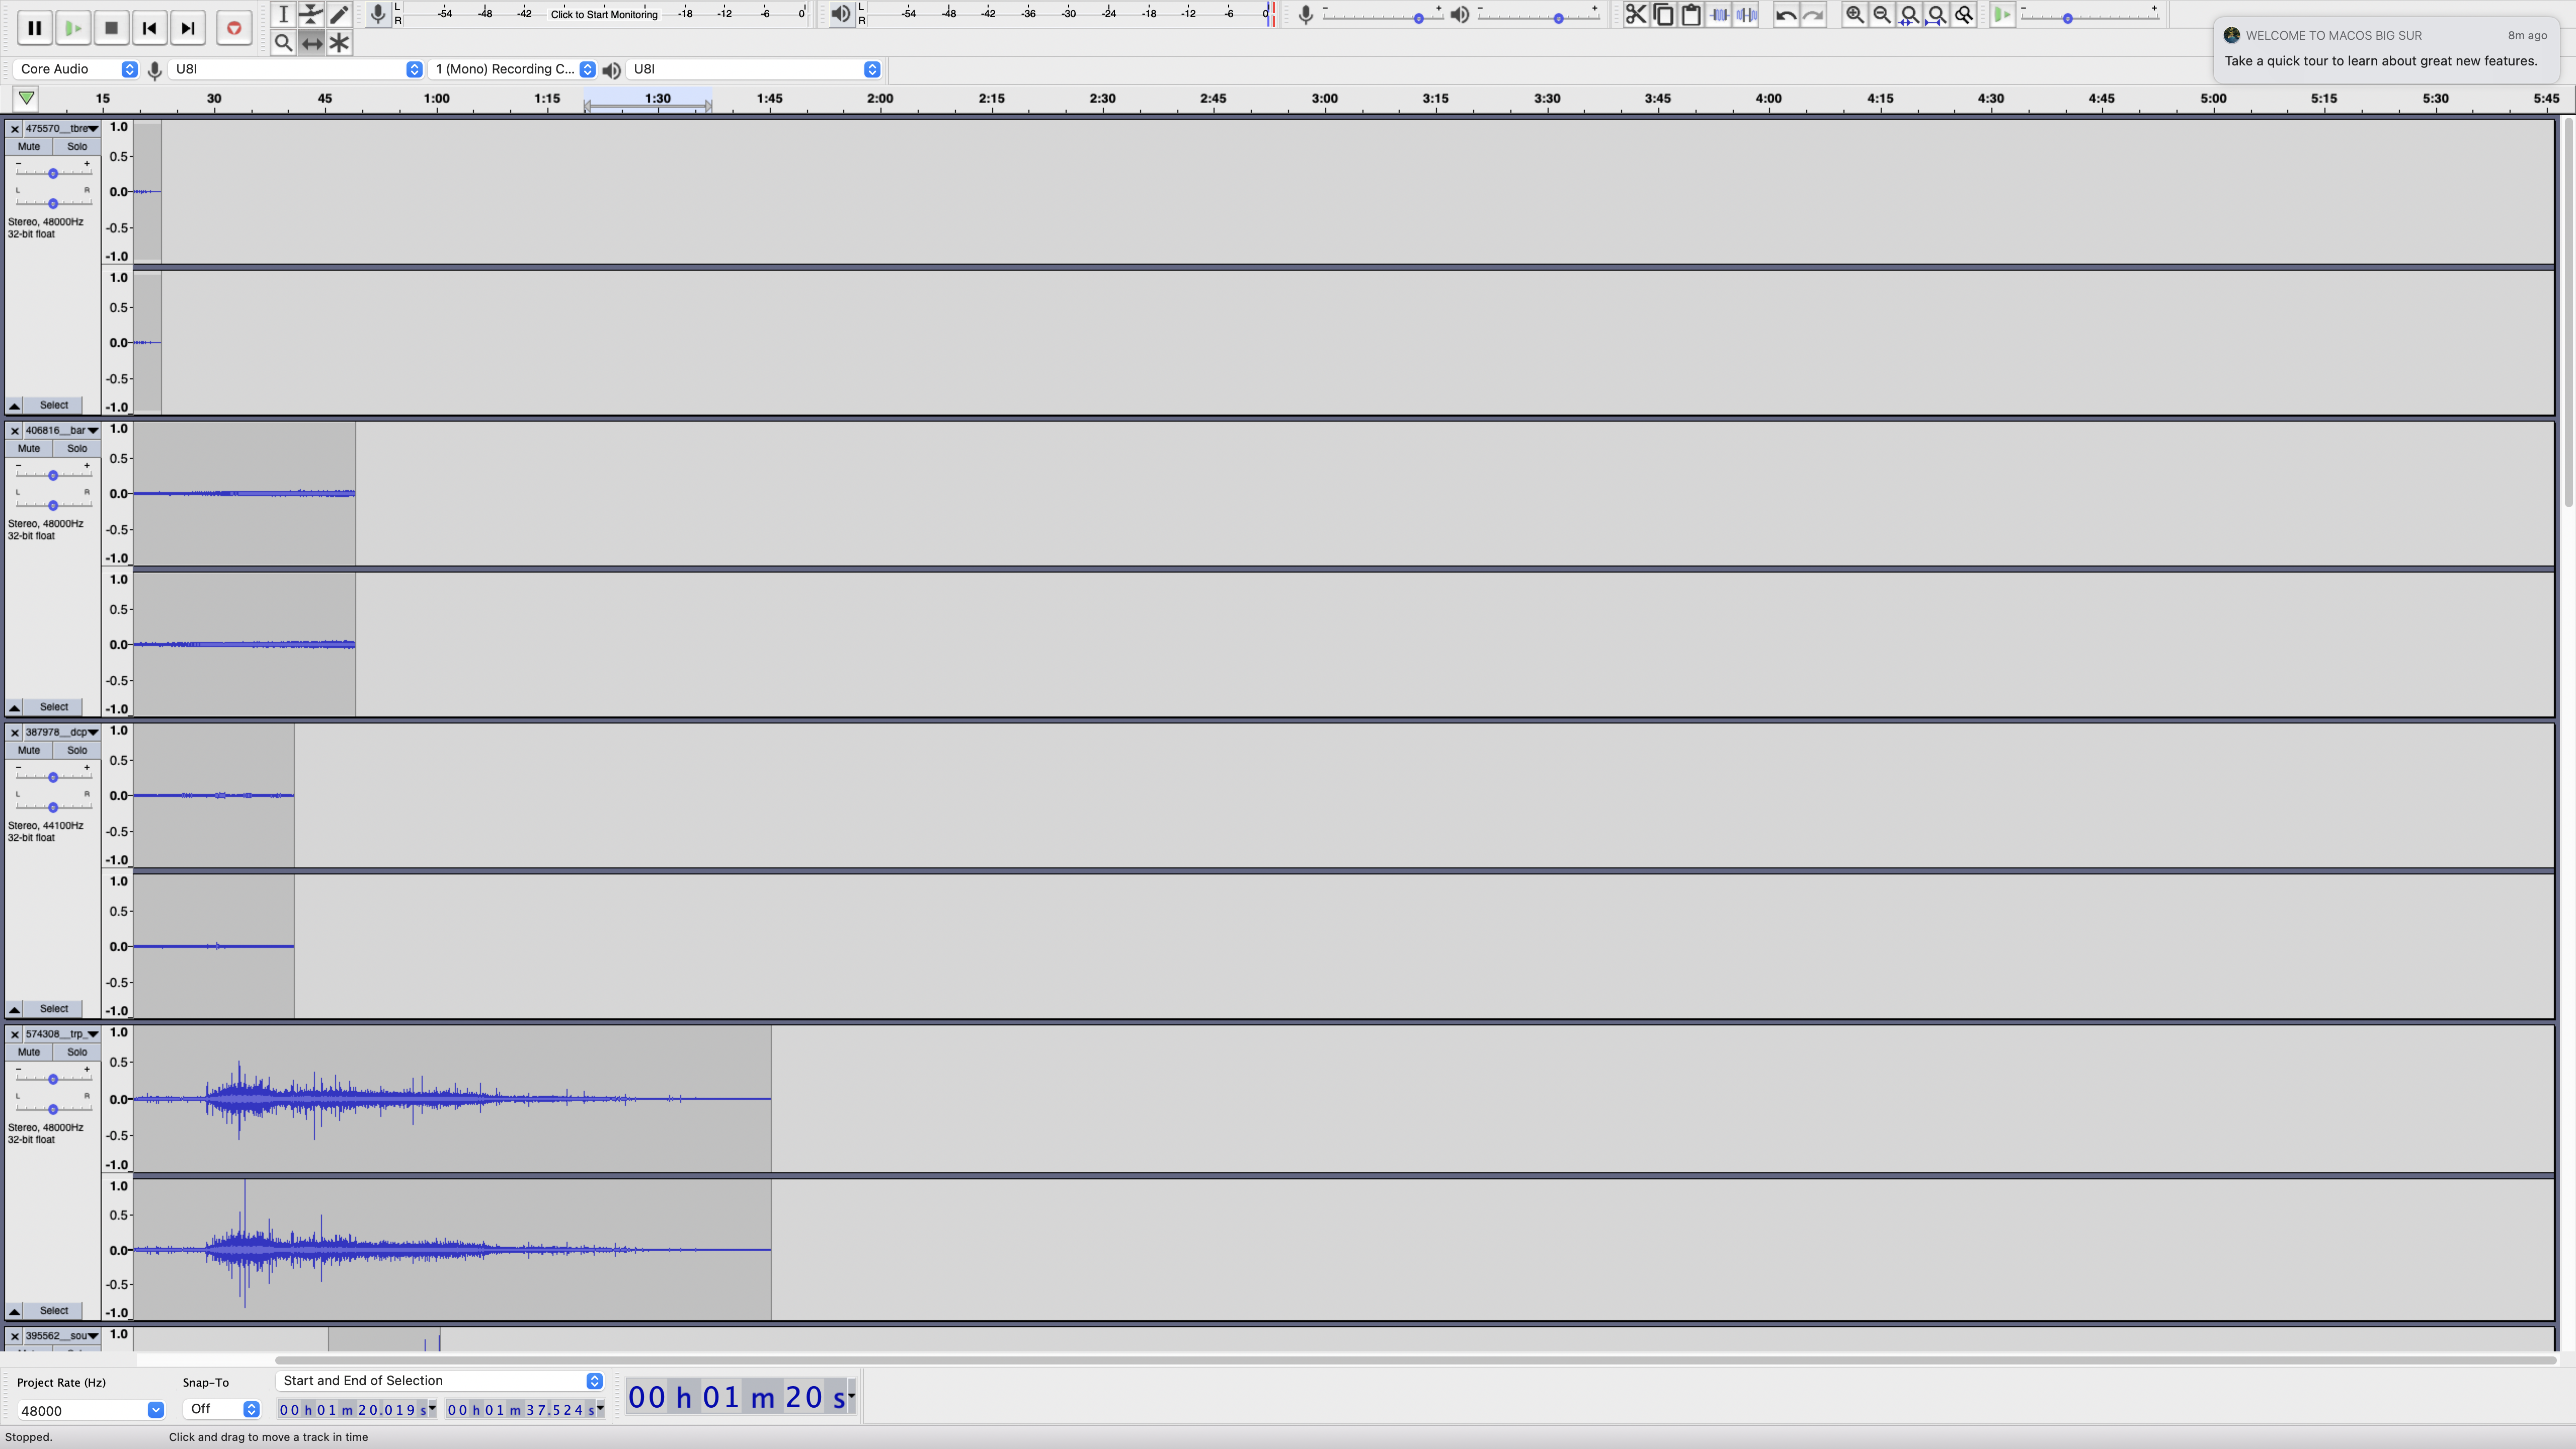 L
R
-54 -48 -42 Click to Start Monitoring -18 -12 -6 0
L
R
-54 -48 -42 -36 -30 -24 -18 -12 -6 0
- +
- +
- +
WELCOME TO MACOS BIG SUR 8m ago
Take a quick tour to learn about great new features.
Core Audio U8I 1 (Mono) Recording C... U8I
15 30 45 1:00 1:15 1:30 1:45 2:00 2:15 2:30 2:45 3:00 3:15 3:30 3:45 4:00 4:15 4:30 4:45 5:00 5:15 5:30 5:45
475570__tbre
Mute Solo
- +
L R
Stereo, 48000Hz
32-bit float
Select
1.0
0.5
0.0
-0.5
-1.0
1.0
0.5
0.0
-0.5
-1.0
406816__bar
Mute Solo
- +
L R
Stereo, 48000Hz
32-bit float
Select
1.0
0.5
0.0
-0.5
-1.0
1.0
0.5
0.0
-0.5
-1.0
387978__dcp
Mute Solo
- +
L R
Stereo, 44100Hz
32-bit float
Select
1.0
0.5
0.0
-0.5
-1.0
1.0
0.5
0.0
-0.5
-1.0
574308__trp_
Mute Solo
- +
L R
Stereo, 48000Hz
32-bit float
Select
1.0
0.5
0.0
-0.5
-1.0
1.0
0.5
0.0
-0.5
-1.0
395562__sou
1.0
Project Rate (Hz) Snap-To Start and End of Selection
48000 Off 00 h 01 m 20.019 s 00 h 01 m 37.524 s 00 h 01 m 20 s
Stopped. Click and drag to move a track in time